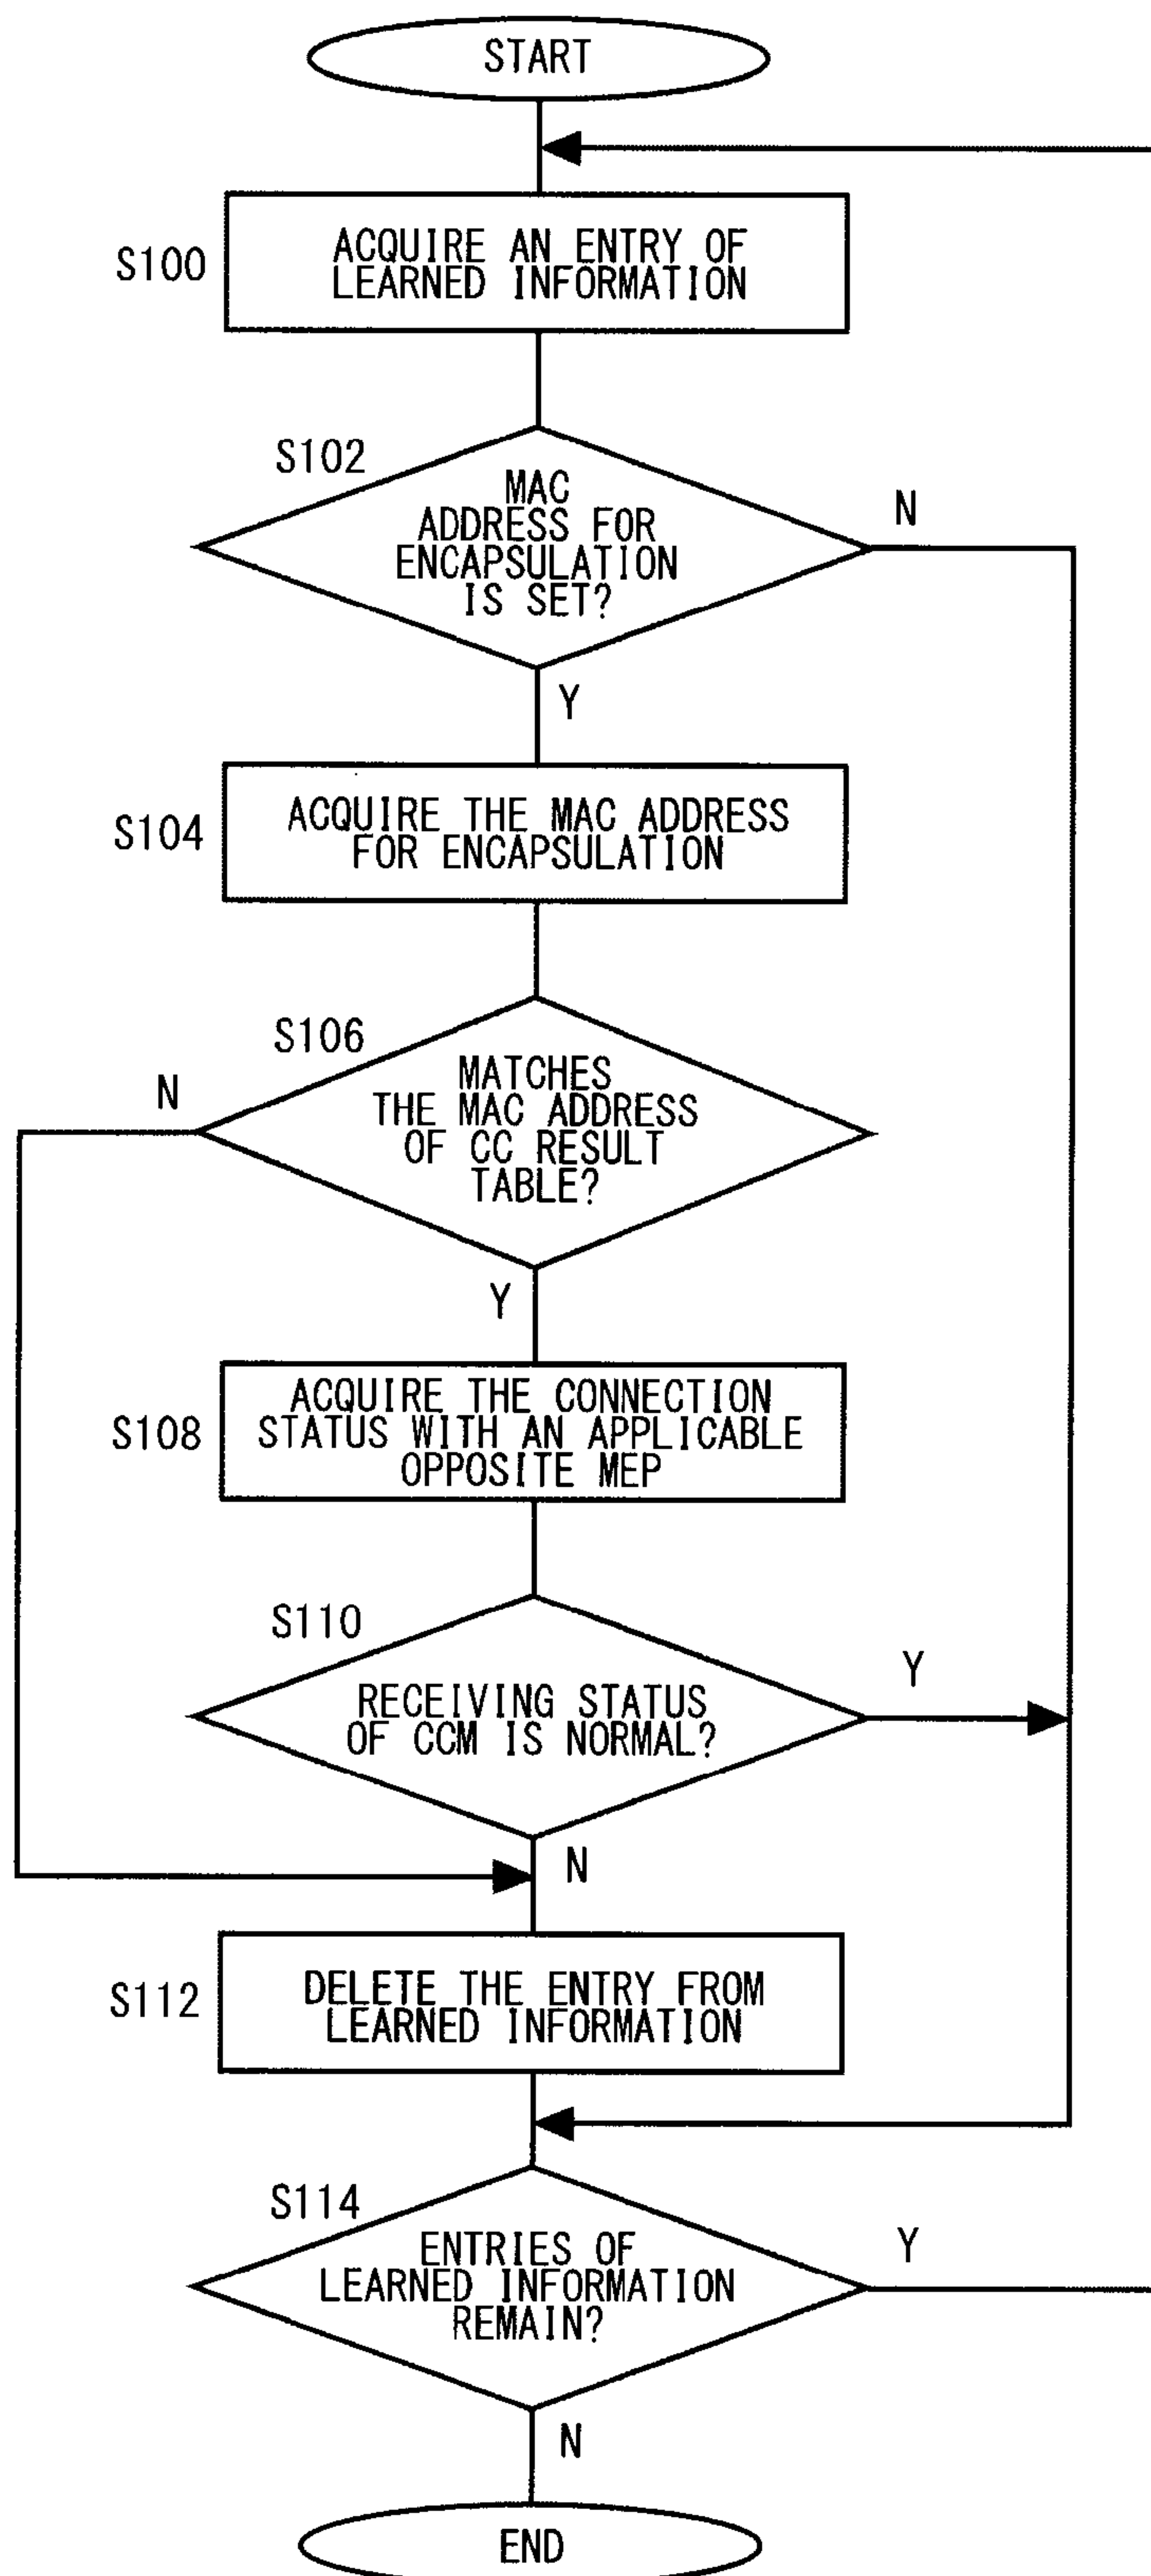 START
S100
ACQUIRE AN ENTRY OF
LEARNED INFORMATION
S102
MAC
ADDRESS FOR
ENCAPSULATION
IS SET?
N
Y
S104
ACQUIRE THE MAC ADDRESS
FOR ENCAPSULATION
S106
N
MATCHES
THE MAC ADDRESS
OF CC RESULT
TABLE?
Y
S108
ACQUIRE THE CONNECTION
STATUS WITH AN APPLICABLE
OPPOSITE MEP
S110
RECEIVING STATUS
OF CCM IS NORMAL?
Y
N
S112
DELETE THE ENTRY FROM
LEARNED INFORMATION
S114
ENTRIES OF
LEARNED INFORMATION
REMAIN?
Y
N
END